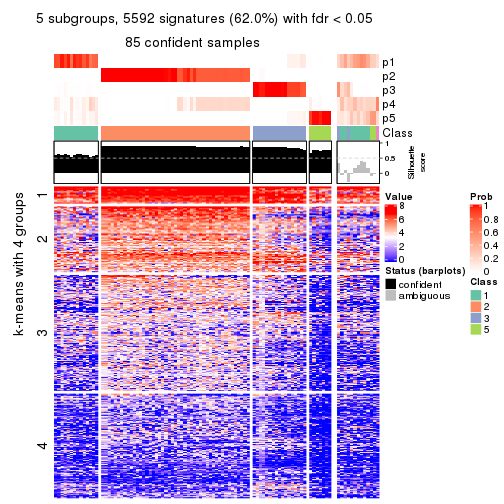 5 subgroups, 5592 signatures (62.0%) with fdr < 0.05
85 confident samples
p1
p2
p3
p4
p5
Class
1
0.5
0
Silhouette
score
k-means with 4 groups
1
2
3
4
Value
8
6
4
2
0
Status (barplots)
confident
ambiguous
Prob
1
0.8
0.6
0.4
0.2
0
Class
1
2
3
5